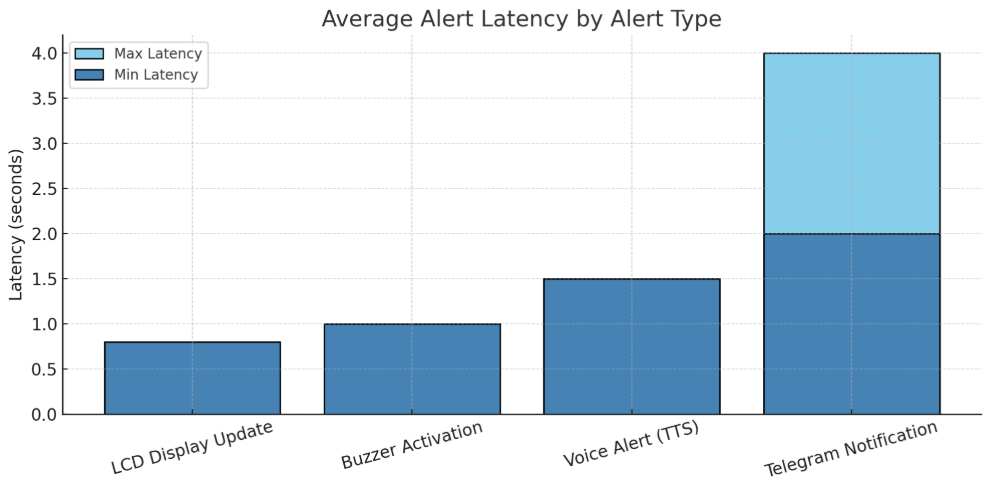 Average Alert Latency by Alert Type
Max Latency
Min Latency
Latency (seconds)
4.0
3.5
3.0
2.5
2.0
1.5
1.0
0.5
0.0
LCD Display Update
Buzzer Activation
Voice Alert (TTS)
Telegram Notification